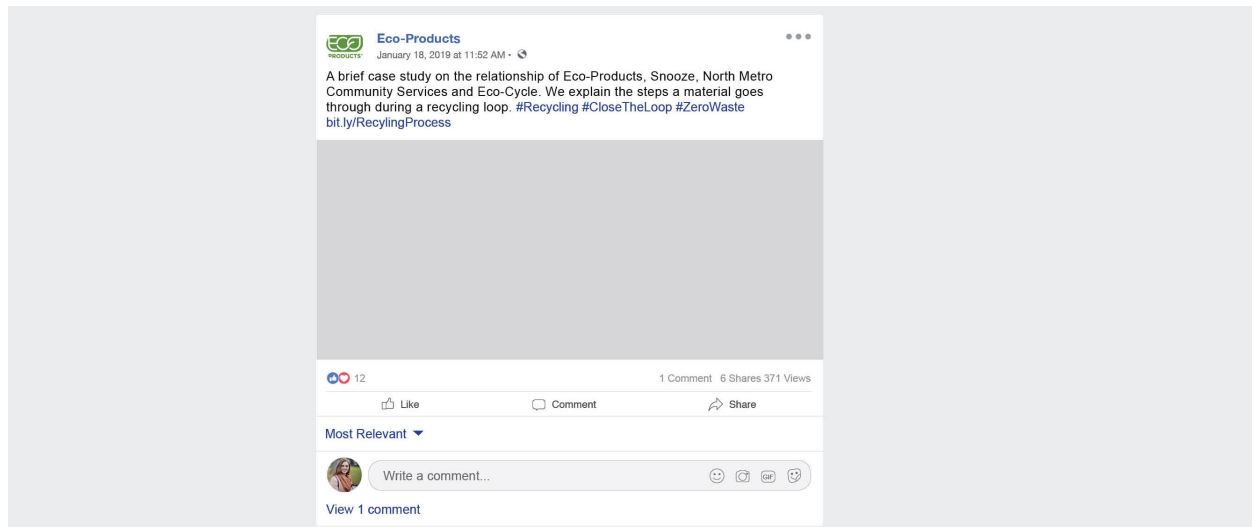 ECO
PRODUCTS
Eco-Products
January 18, 2019 at 11:52 AM ·
A brief case study on the relationship of Eco-Products, Snooze, North Metro
Community Services and Eco-Cycle. We explain the steps a material goes
through during a recycling loop. #Recycling #CloseTheLoop #ZeroWaste
bit.ly/RecylingProcess
12
1 Comment 6 Shares 371 Views
Like Comment Share
Most Relevant
Write a comment...
GIF
View 1 comment